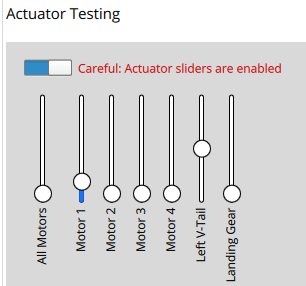 Actuator Testing
Careful: Actuator sliders are enabled
All Motors
Motor 1
Motor 2
Motor 3
Motor 4
Left V-Tail
Landing Gear